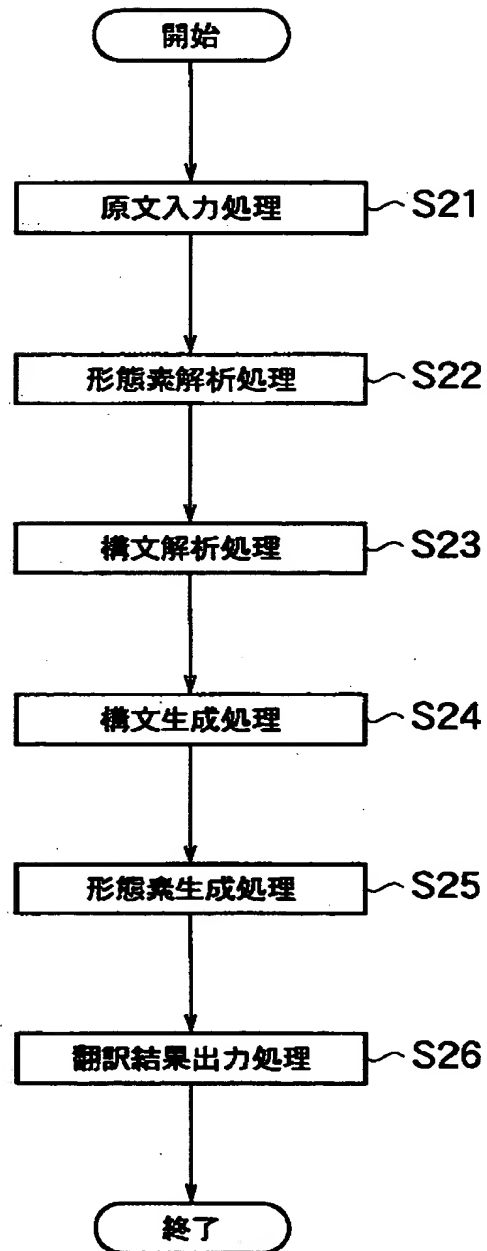 開始
原文入力処理 S21
形態素解析処理 S22
構文解析処理 S23
構文生成処理 S24
形態素生成処理 S25
翻訳結果出力処理 S26
終了